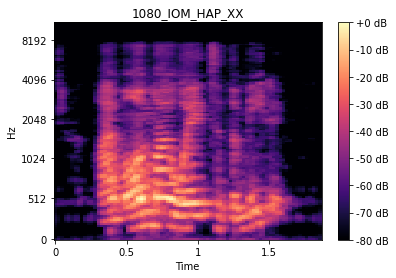 1080_IOM_HAP_XX
8192
4096
2048
1024
512
0
Hz
0
0.5
1
1.5
Time
+0 dB
-10 dB
-20 dB
-30 dB
-40 dB
-50 dB
-60 dB
-70 dB
-80 dB